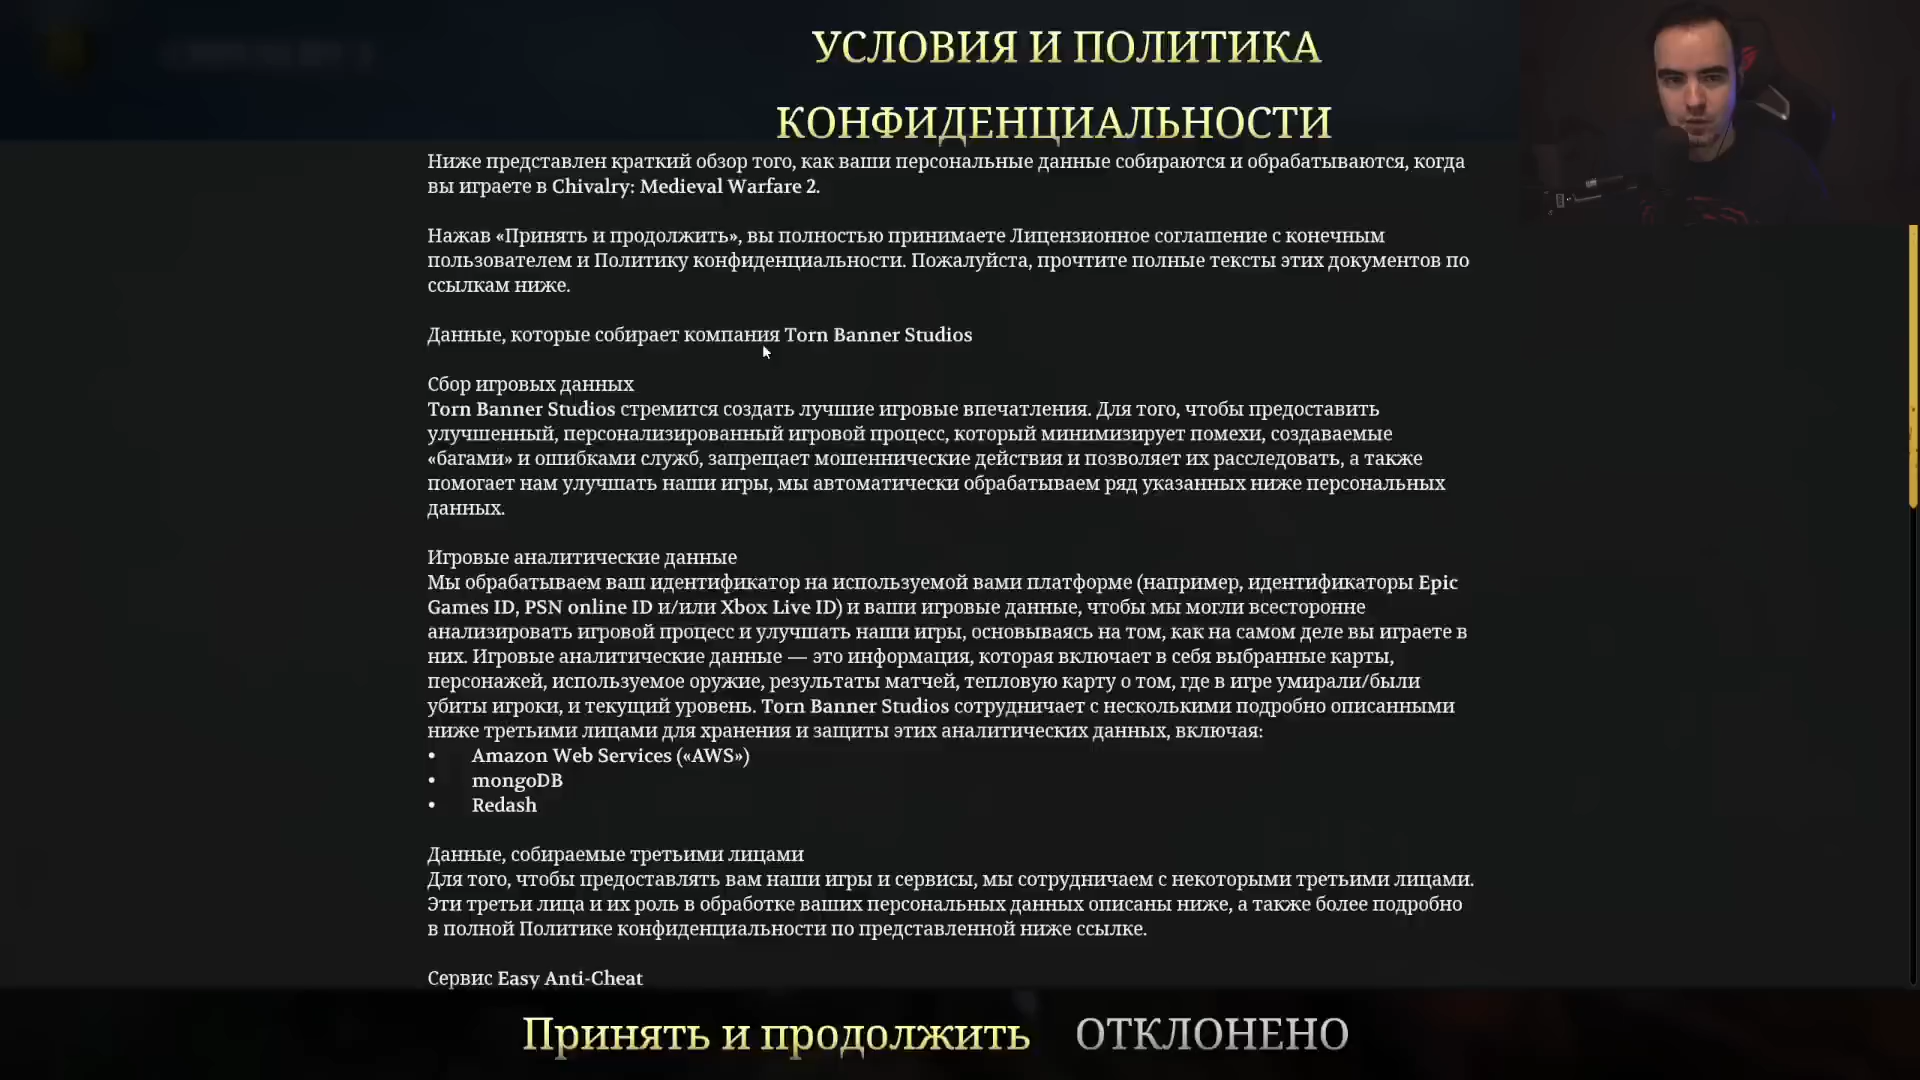 УСЛОВИЯ И ПОЛИТИКА
КОНФИДЕНЦИАЛЬНОСТИ
Ниже представлен краткий обзор того, как ваши персональные данные собираются и обрабатываются, когда
вы играете в Chivalry: Medieval Warfare 2.
Нажав «Принять и продолжить», вы полностью принимаете Лицензионное соглашение с конечным
пользователем и Политику конфиденциальности. Пожалуйста, прочтите полные тексты этих документов по
ссылкам ниже.
Данные, которые собирает компания Torn Banner Studios
Сбор игровых данных
Torn Banner Studios стремится создать лучшие игровые впечатления. Для того, чтобы предоставить
улучшенный, персонализированный игровой процесс, который минимизирует помехи, создаваемые
«багами» и ошибками служб, запрещает мошеннические действия и позволяет их расследовать, а также
помогает нам улучшать наши игры, мы автоматически обрабатываем ряд указанных ниже персональных
данных.
Игровые аналитические данные
Мы обрабатываем ваш идентификатор на используемой вами платформе (например, идентификаторы Epic
Games ID, PSN online ID и/или Xbox Live ID) и ваши игровые данные, чтобы мы могли всесторонне
анализировать игровой процесс и улучшать наши игры, основываясь на том, как на самом деле вы играете в
них. Игровые аналитические данные — это информация, которая включает в себя выбранные карты,
персонажей, используемое оружие, результаты матчей, тепловую карту о том, где в игре умирали/были
убиты игроки, и текущий уровень. Torn Banner Studios сотрудничает с несколькими подробно описанными
ниже третьими лицами для хранения и защиты этих аналитических данных, включая:
• Amazon Web Services («AWS»)
• mongoDB
• Redash
Данные, собираемые третьими лицами
Для того, чтобы предоставлять вам наши игры и сервисы, мы сотрудничаем с некоторыми третьими лицами.
Эти третьи лица и их роль в обработке ваших персональных данных описаны ниже, а также более подробно
в полной Политике конфиденциальности по представленной ниже ссылке.
Сервис Easy Anti-Cheat
Принять и продолжить ОТКЛОНЕНО